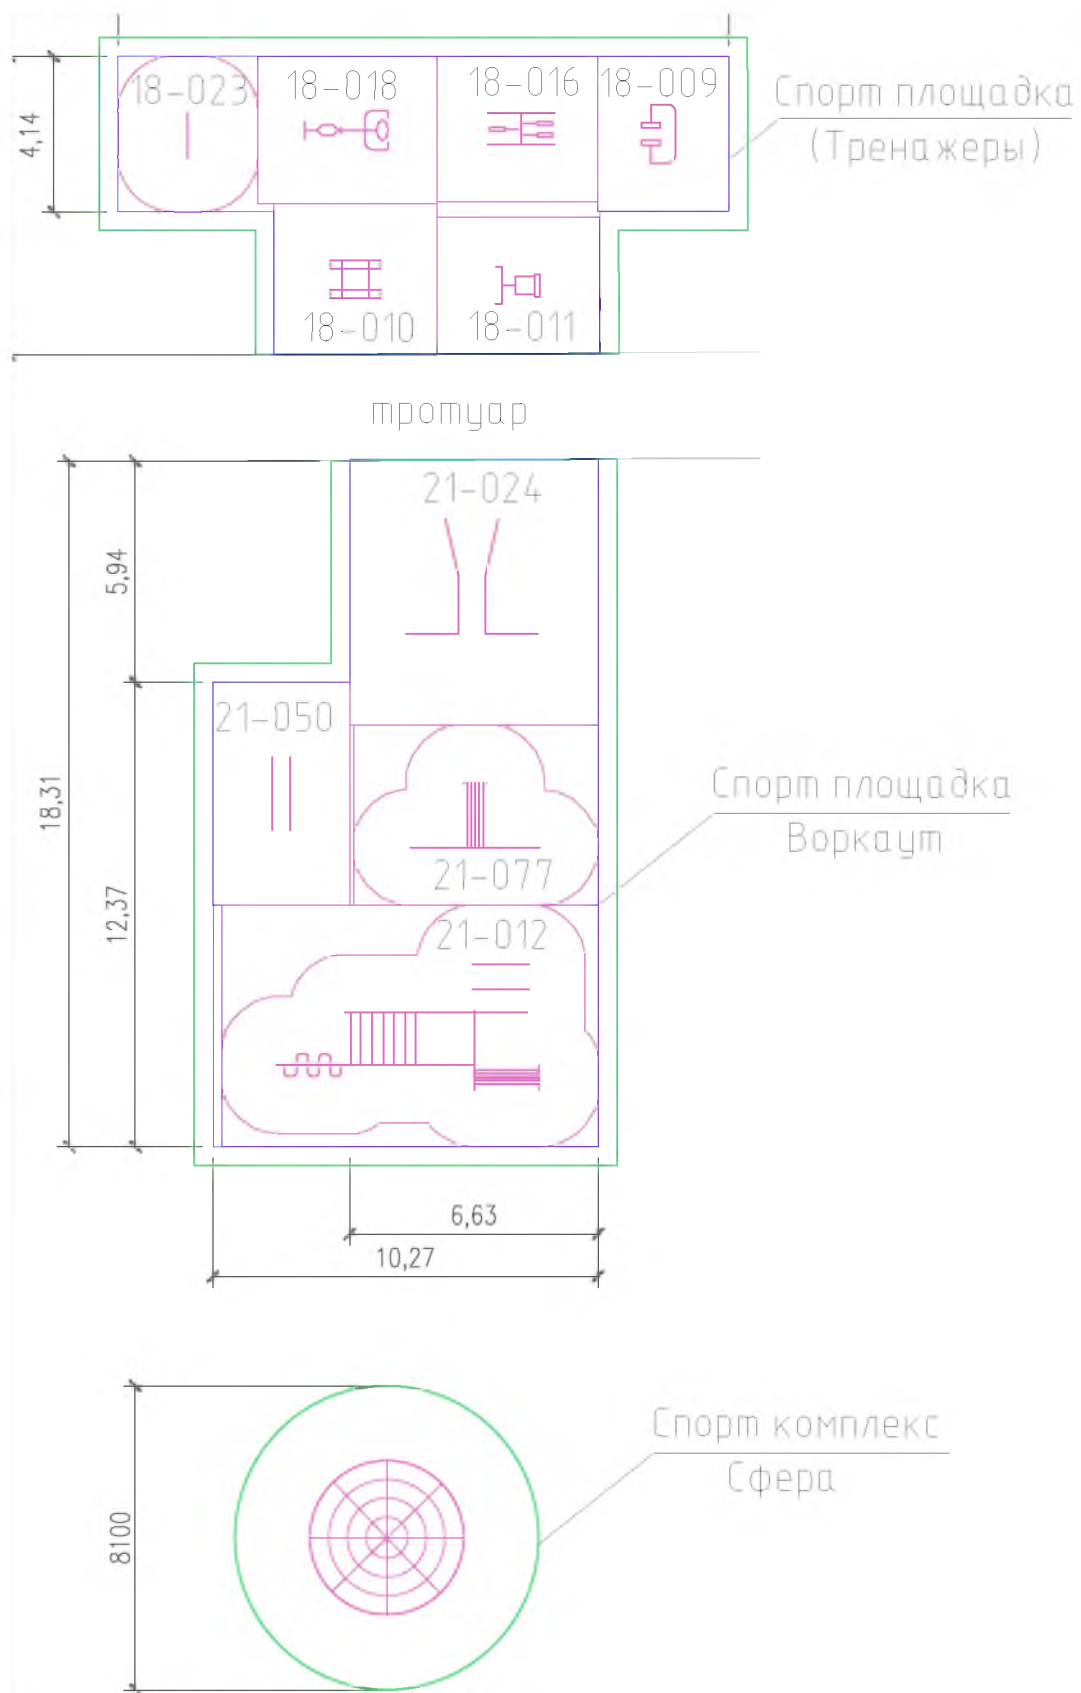 18-023
18-018
18-016
18-009
Спорт площадка
(Тренажеры)
4,14
18-010
18-011
тротуар
21-024
5,94
21-050
18,31
Спорт площадка
Воркаут
21-077
12,37
21-012
6,63
10,27
Спорт комплекс
Сфера
8100